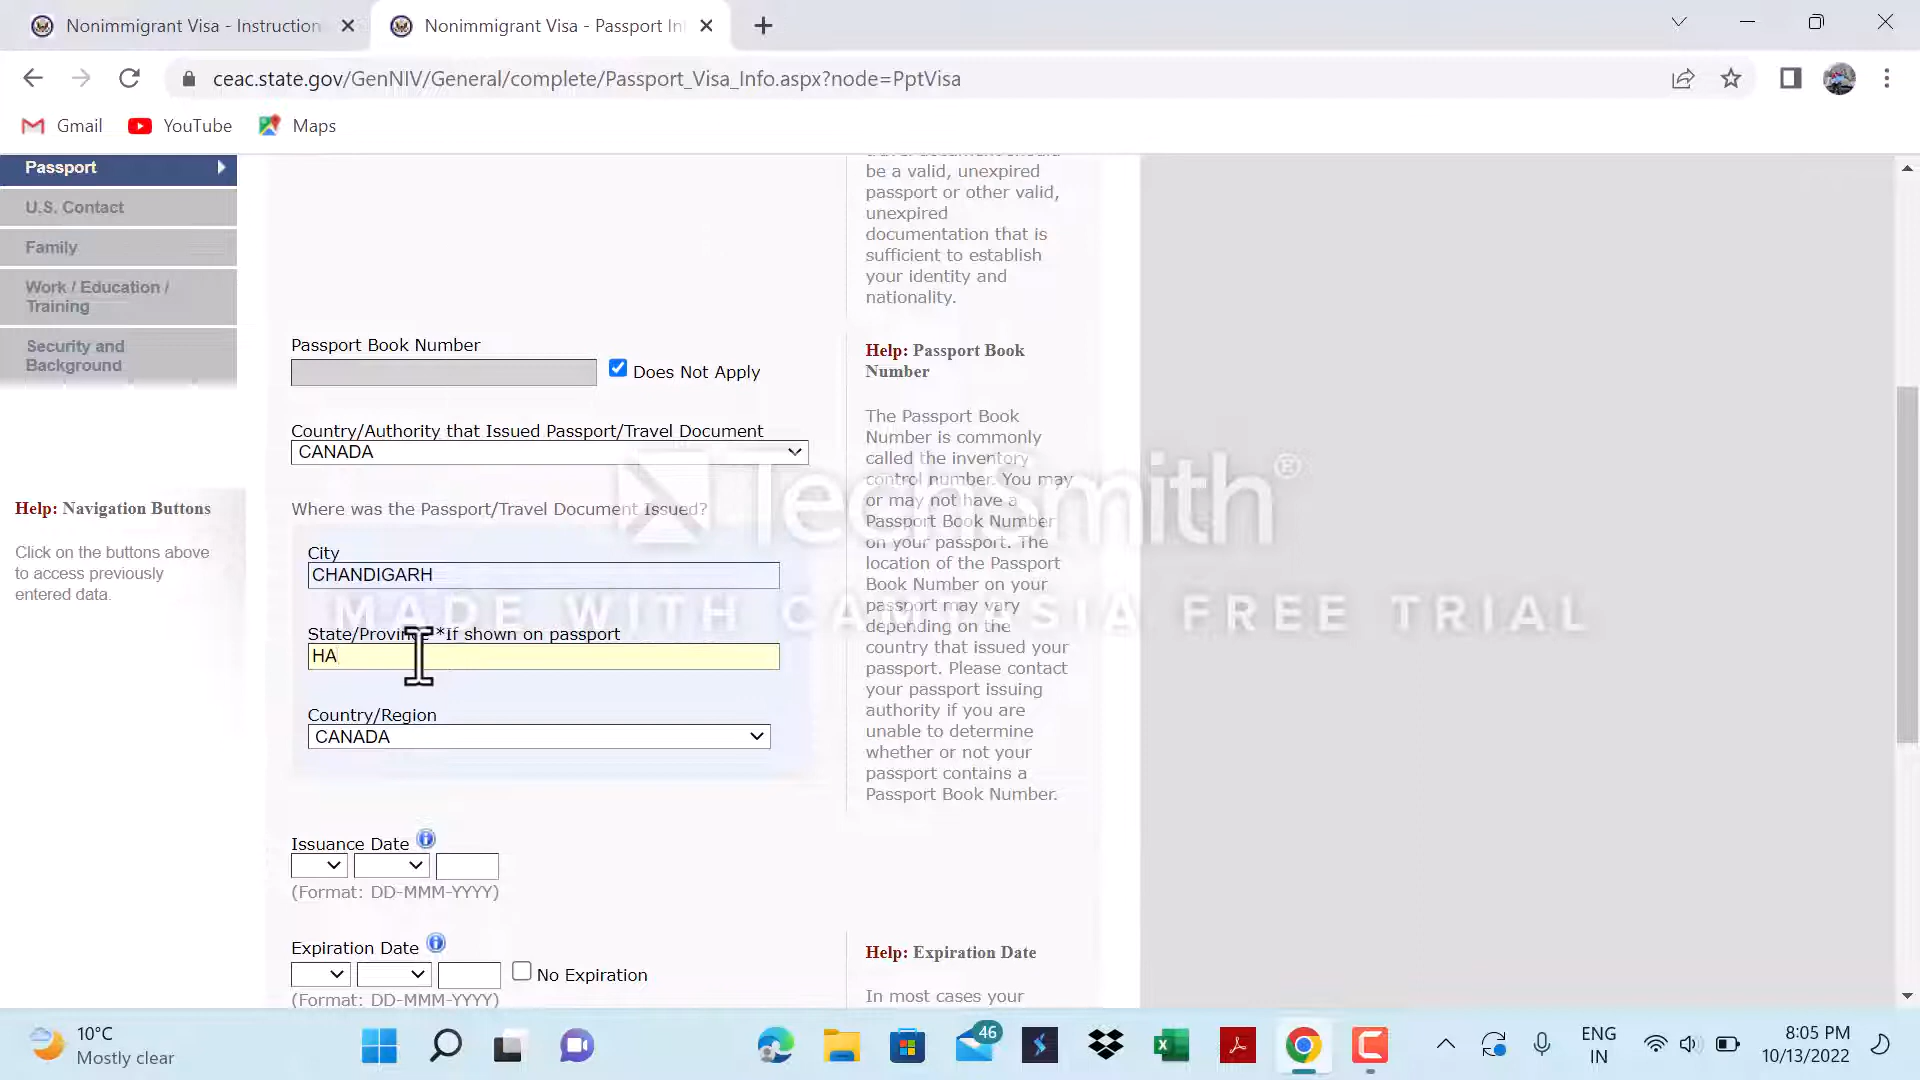 Nonimmigrant Visa - Instruction
Nonimmigrant Visa - Passport In
ceac.state.gov/GenNIV/General/complete/Passport_Visa_Info.aspx?node=PptVisa
Gmail
YouTube
Maps
Passport
U.S. Contact
Family
Work / Education /
Training
Security and
Background
Help: Navigation Buttons
Click on the buttons above
to access previously
entered data.
be a valid, unexpired
passport or other valid,
unexpired
documentation that is
sufficient to establish
your identity and
nationality.
Passport Book Number
Does Not Apply
Country/Authority that Issued Passport/Travel Document
CANADA
Where was the Passport/Travel Document Issued?
City
CHANDIGARH
State/Province *If shown on passport
HA
Country/Region
CANADA
Issuance Date
(Format: DD-MMM-YYYY)
Expiration Date
No Expiration
(Format: DD-MMM-YYYY)
Help: Passport Book
Number
The Passport Book
Number is commonly
called the inventory
control number. You may
or may not have a
Passport Book Number
on your passport. The
location of the Passport
Book Number on your
passport may vary
depending on the
country that issued your
passport. Please contact
your passport issuing
authority if you are
unable to determine
whether or not your
passport contains a
Passport Book Number.
Help: Expiration Date
In most cases your
TechSmith®
MADE WITH CAMTASIA FREE TRIAL
10°C
Mostly clear
46
ENG
IN
8:05 PM
10/13/2022